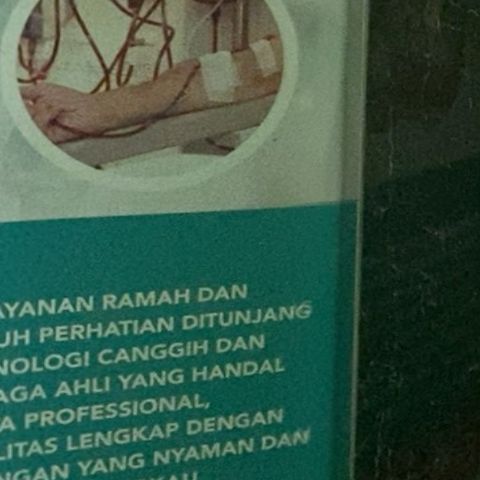 AYANAN RAMAH DAN
UH PERHATIAN DITUNJANG
NOLOGI CANGGIH DAN
AGA AHLI YANG HANDAL
A PROFESSIONAL,
LITAS LENGKAP DENGAN
NGAN YANG NYAMAN DAN